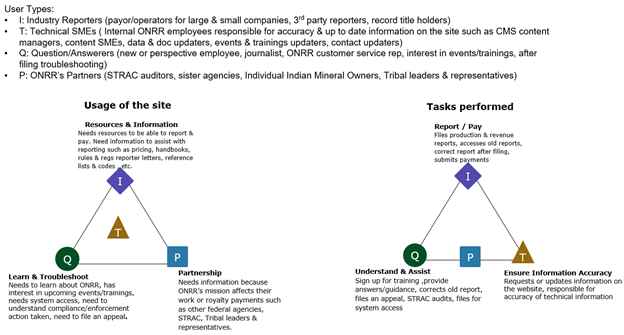 User Types:
• I: Industry Reporters (payor/operators for large & small companies, 3rd party reporters, record title holders)
• T: Technical SMEs ( Internal ONRR employees responsible for accuracy & up to date information on the site such as CMS content
managers, content SMEs, data & doc updaters, events & trainings updaters, contact updaters)
• Q: Question/Answerers (new or perspective employee, journalist, ONRR customer service rep, interest in events/trainings, after
filing troubleshooting)
• P: ONRR's Partners (STRAC auditors, sister agencies, Individual Indian Mineral Owners, Tribal leaders & representatives)
Usage of the site
Resources & Information
Needs resources to be able to report &
pay. Need information to assist with
reporting such as pricing, handbooks,
rules & regs reporter letters, reference
lists & codes , etc.
I
T
Q
P
Learn & Troubleshoot
Needs to learn about ONRR, has
interest in upcoming events/trainings,
needs system access, need to
understand compliance/enforcement
action taken, need to file an appeal.
Partnership
Needs information because
ONRR's mission affects their
work or royalty payments such
as other federal agencies,
STRAC, Tribal leaders &
representatives.
Tasks performed
Report / Pay
Files production & revenue
reports, accesses old reports,
correct report after filing,
submits payments
I
Q
P
T
Understand & Assist
Sign up for training ,provide
answers/guidance, corrects old report,
files an appeal, STRAC audits, files for
system access
Ensure Information Accuracy
Requests or updates information on
the website, responsible for
accuracy of technical information